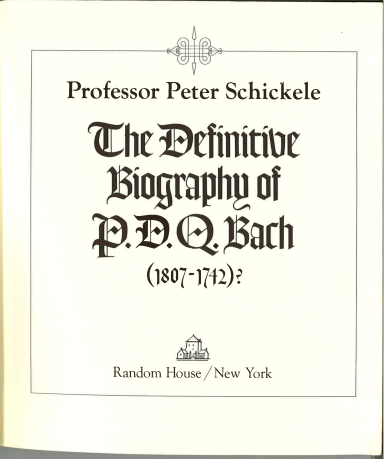 Professor Peter Schickele
The Definitive
Biography of
P.D.Q. Bach
(1807-1742)?
Random House/New York